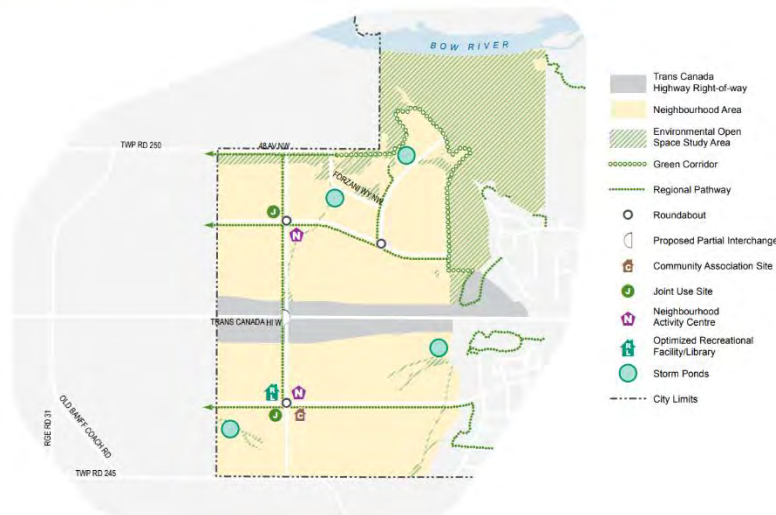 BOW RIVER
TWP RD 250
48 AV NW
FORZANI WY NW
J
N
TRANS CANADA HI W
R
L
N
J
C
OLD BANFF COACH RD
RGE RD 31
TWP RD 245
Trans Canada
Highway Right-of-way
Neighbourhood Area
Environmental Open
Space Study Area
Green Corridor
Regional Pathway
Roundabout
Proposed Partial Interchange
C
Community Association Site
J
Joint Use Site
N
Neighbourhood
Activity Centre
R
L
Optimized Recreational
Facility/Library
Storm Ponds
City Limits